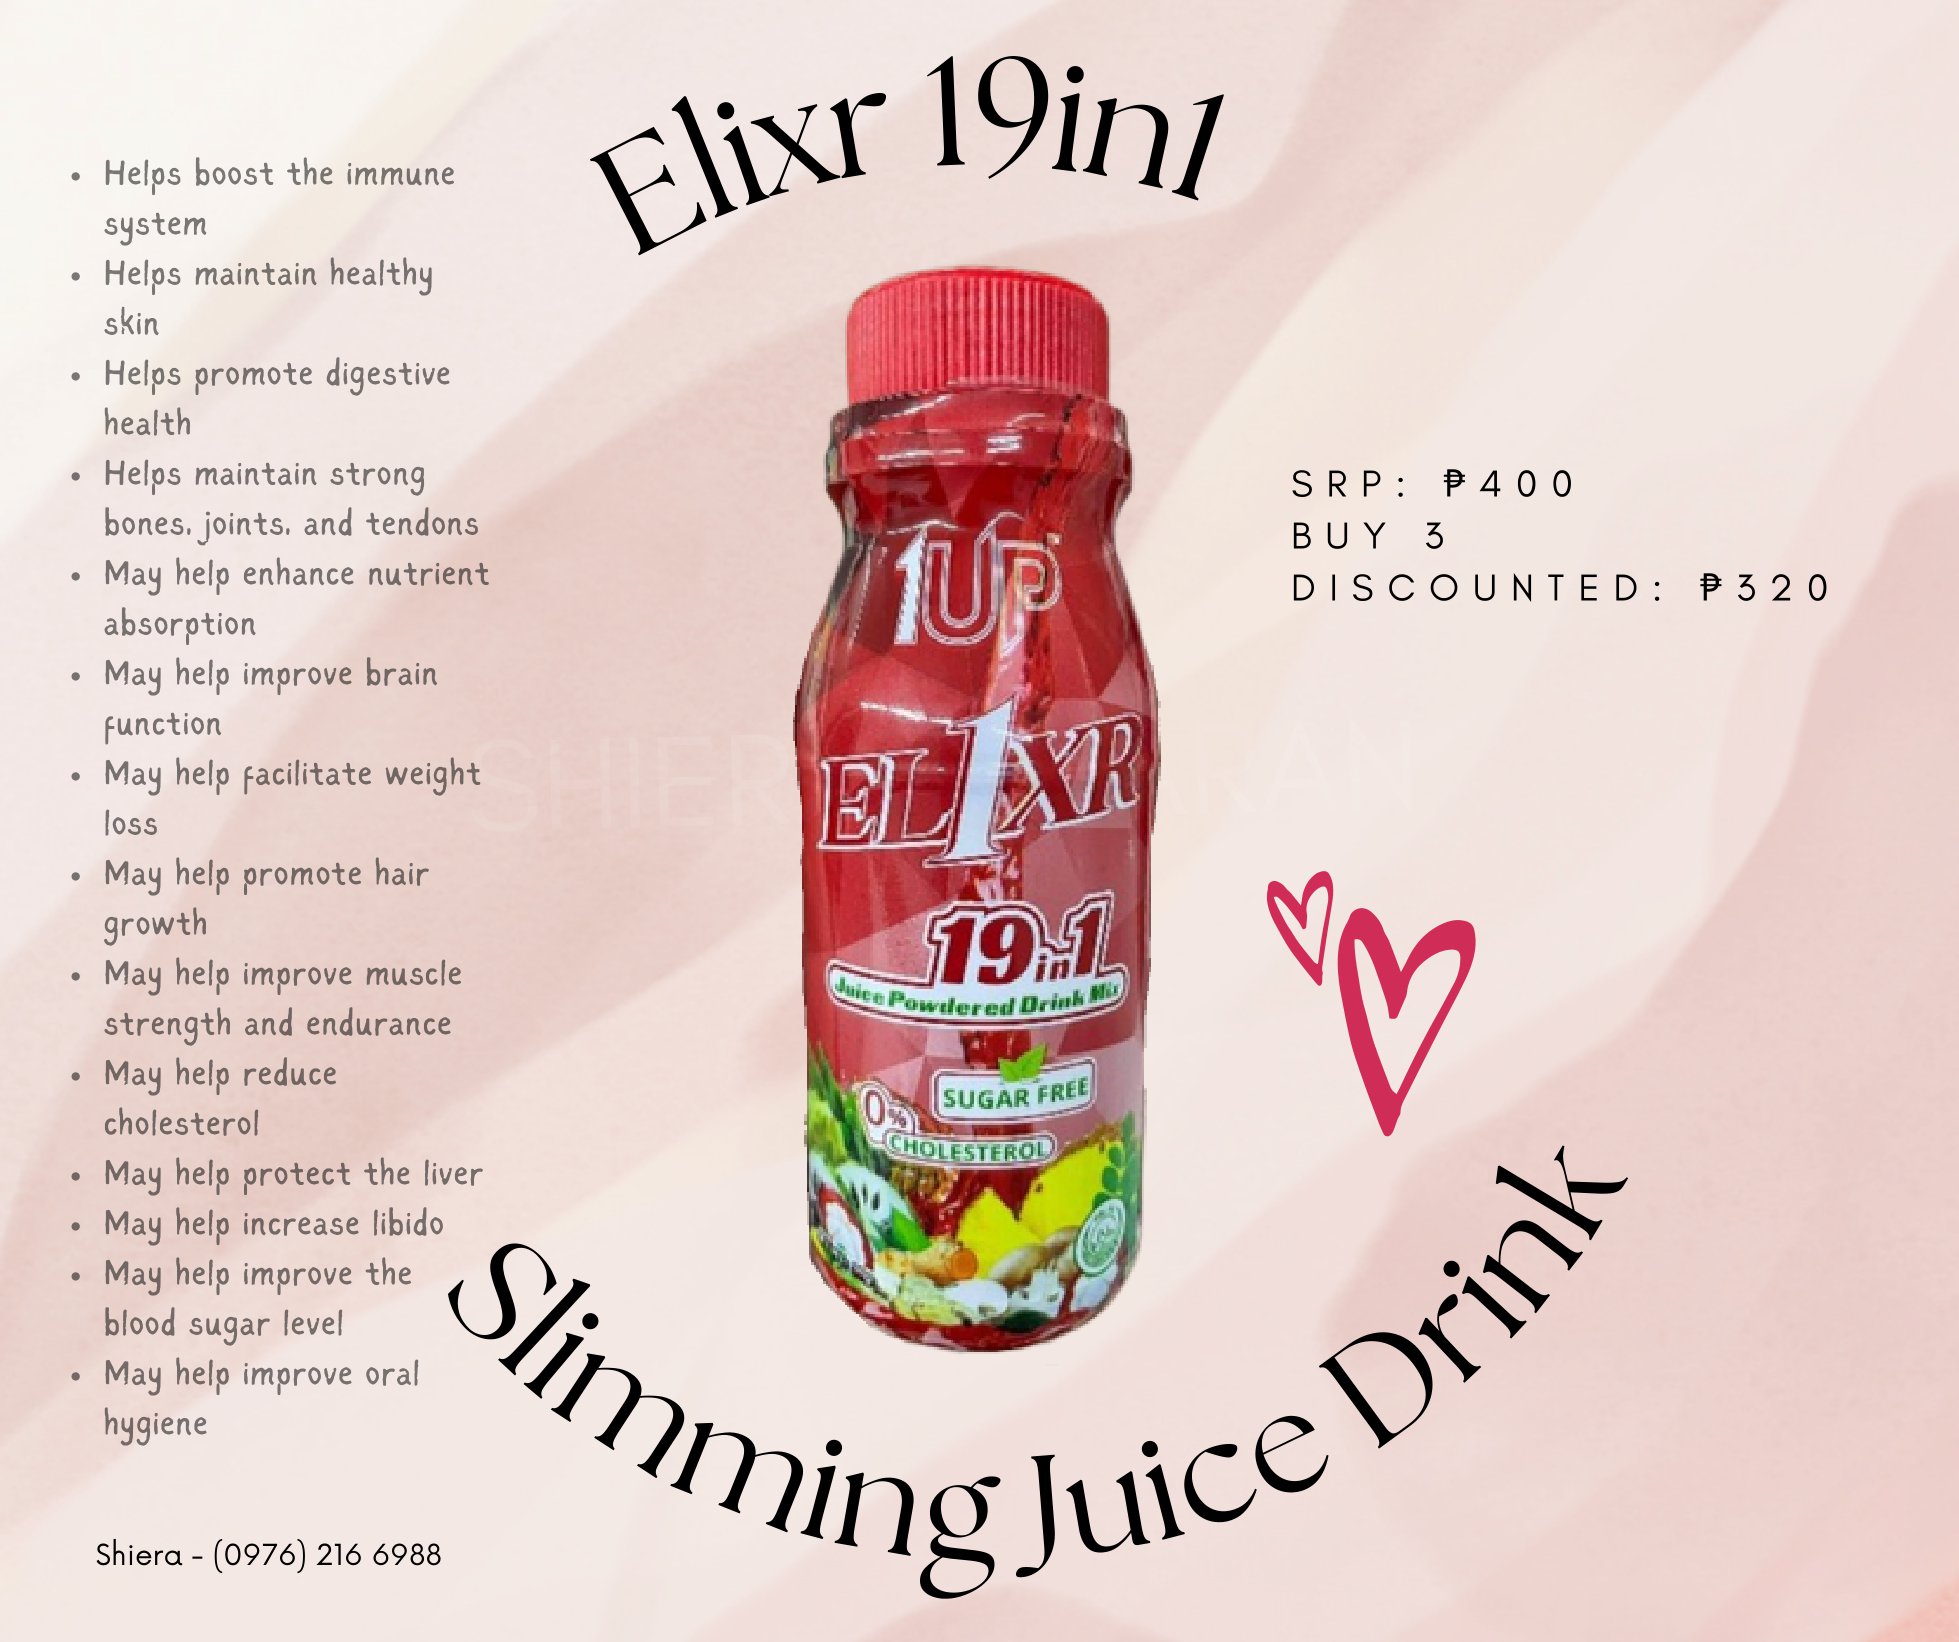 Elixr 19in1
• Helps boost the immune
system
• Helps maintain healthy
skin
• Helps promote digestive
health
• Helps maintain strong
bones, joints, and tendons
• May help enhance nutrient
absorption
• May help improve brain
function
• May help facilitate weight
loss
• May help promote hair
growth
• May help improve muscle
strength and endurance
• May help reduce
cholesterol
• May help protect the liver
• May help increase libido
• May help improve the
blood sugar level
• May help improve oral
hygiene
1UP
EL1XR
19in1
Juice Powdered Drink Mix
SUGAR FREE
0%
CHOLESTEROL
SRP: ₱400
BUY 3
DISCOUNTED: ₱320
Slimming Juice Drink
Shiera - (0976) 216 6988